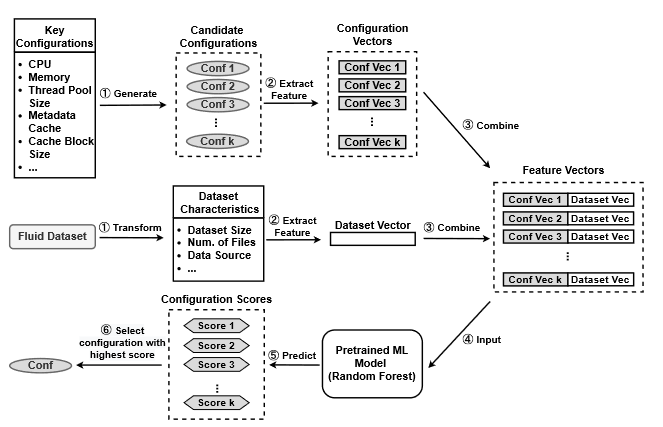 Key
Configurations
• CPU
• Memory
• Thread Pool
Size
• Metadata
Cache
• Cache Block
Size
• ...
① Generate
Candidate
Configurations
Conf 1
Conf 2
Conf 3
⋮
Conf k
② Extract
Feature
Configuration
Vectors
Conf Vec 1
Conf Vec 2
Conf Vec 3
⋮
Conf Vec k
③ Combine
Fluid Dataset
① Transform
Dataset
Characteristics
• Dataset Size
• Num. of Files
• Data Source
• ...
② Extract
Feature
Dataset Vector
③ Combine
Feature Vectors
Conf Vec 1 Dataset Vec
Conf Vec 2 Dataset Vec
Conf Vec 3 Dataset Vec
⋮
Conf Vec k Dataset Vec
④ Input
Pretrained ML
Model
(Random Forest)
⑤ Predict
Configuration Scores
Score 1
Score 2
Score 3
⋮
Score k
⑥ Select
configuration with
highest score
Conf